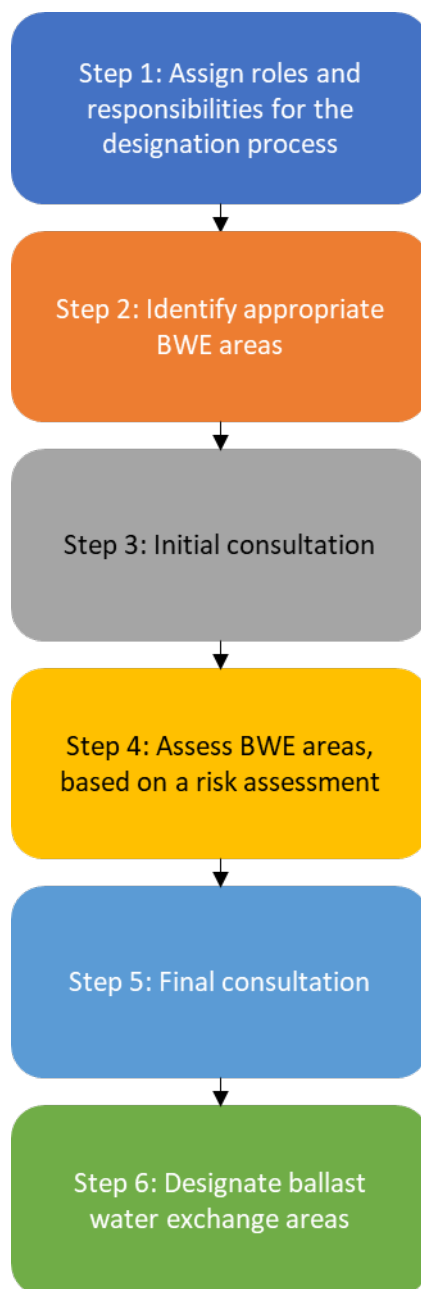 Step 1: Assign roles and
responsibilities for the
designation process
Step 2: Identify appropriate
BWE areas
Step 3: Initial consultation
Step 4: Assess BWE areas,
based on a risk assessment
Step 5: Final consultation
Step 6: Designate ballast
water exchange areas